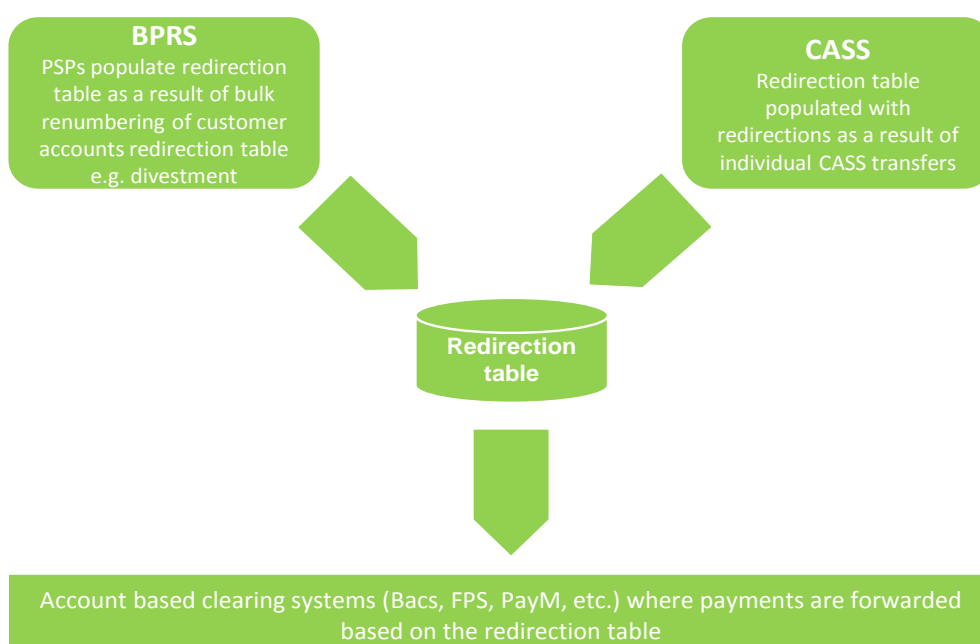 BPRS
PSPs populate redirection
table as a result of bulk
renumbering of customer
accounts redirection table
e.g. divestment
CASS
Redirection table
populated with
redirections as a result of
individual CASS transfers
Redirection
table
Account based clearing systems (Bacs, FPS, PayM, etc.) where payments are forwarded
based on the redirection table